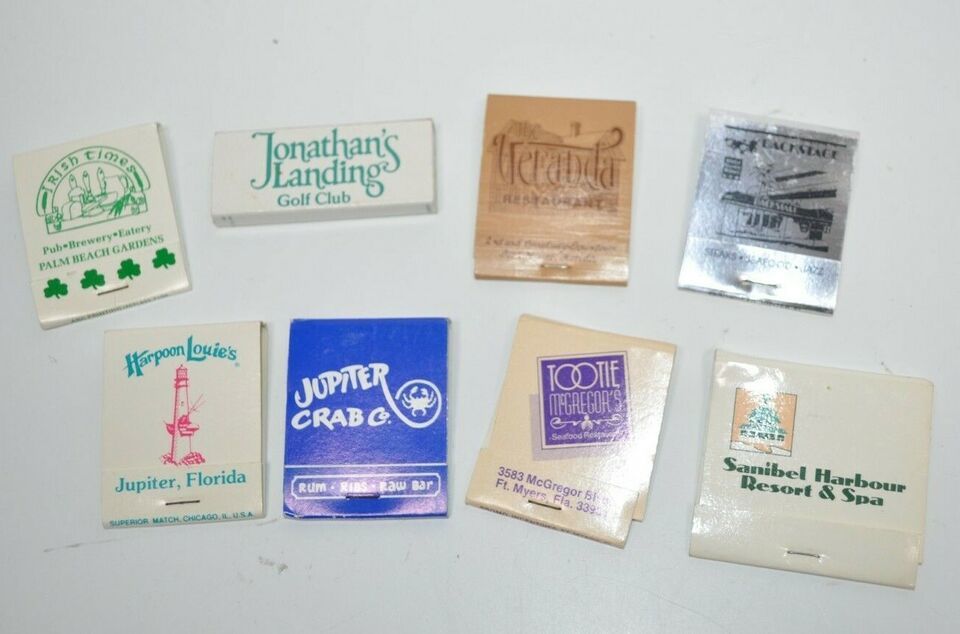 IRISH TIMES
Pub•Brewery•Eatery
PALM BEACH GARDENS
Jonathan's
Landing
Golf Club
The
Veranda
RESTAURANT
BACKSTAGE
STEAKS • SEAFOOD • JAZZ
Harpoon Louie's
Jupiter, Florida
SUPERIOR MATCH, CHICAGO, IL. U.S.A.
JUPITER
CRAB Co.
RUM • RIBS • RAW BAR
TOOTIE
McGREGOR'S
Seafood
3583 McGregor
Ft. Myers, Fla.
Sanibel Harbour
Resort & Spa